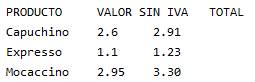 PRODUCTO VALOR SIN IVA TOTAL
Capuchino 2.6 2.91
Expresso 1.1 1.23
Mocaccino 2.95 3.30